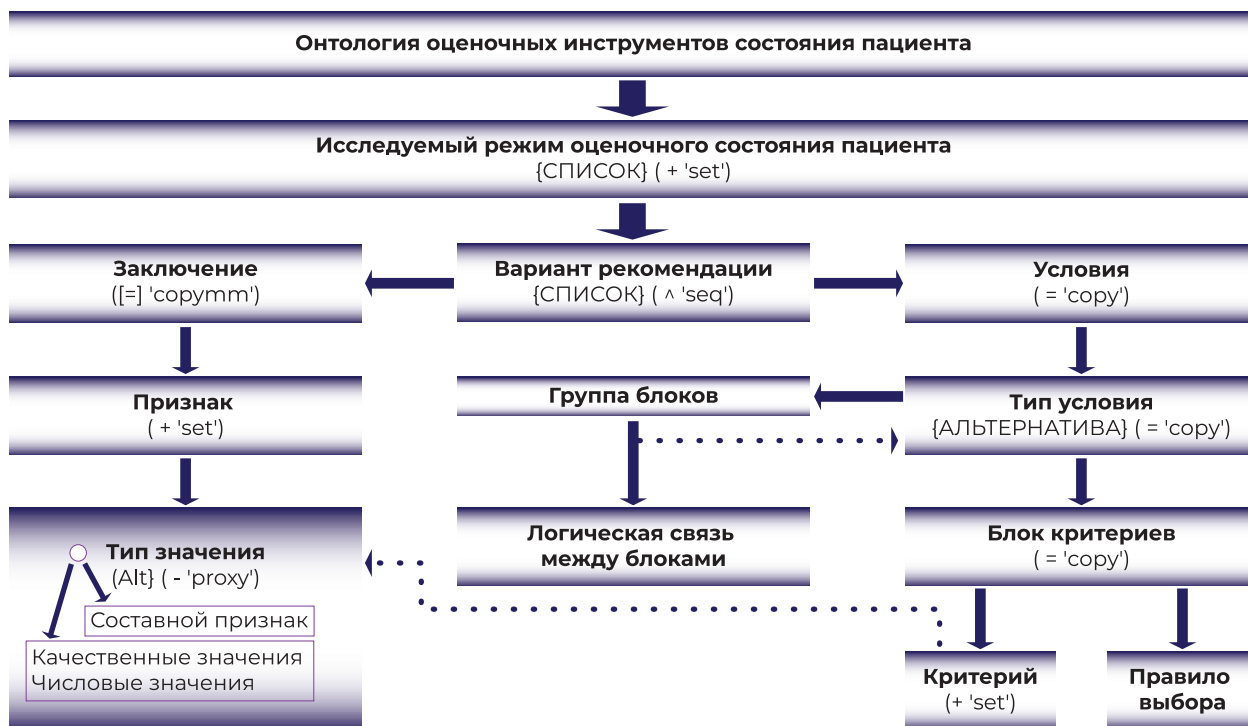 Онтология оценочных инструментов состояния пациента
Исследуемый режим оценочного состояния пациента
{СПИСОК} ( + 'set')
Заключение
([=] 'copymm')
Вариант рекомендации
{СПИСОК} ( ^ 'seq')
Условия
( = 'copy')
Признак
( + 'set')
Группа блоков
Тип условия
{АЛЬТЕРНАТИВА} ( = 'copy')
Тип значения
(Alt} ( - 'proxy')
Составной признак
Качественные значения
Числовые значения
Логическая связь
между блоками
Блок критериев
( = 'copy')
Критерий
(+ 'set')
Правило
выбора